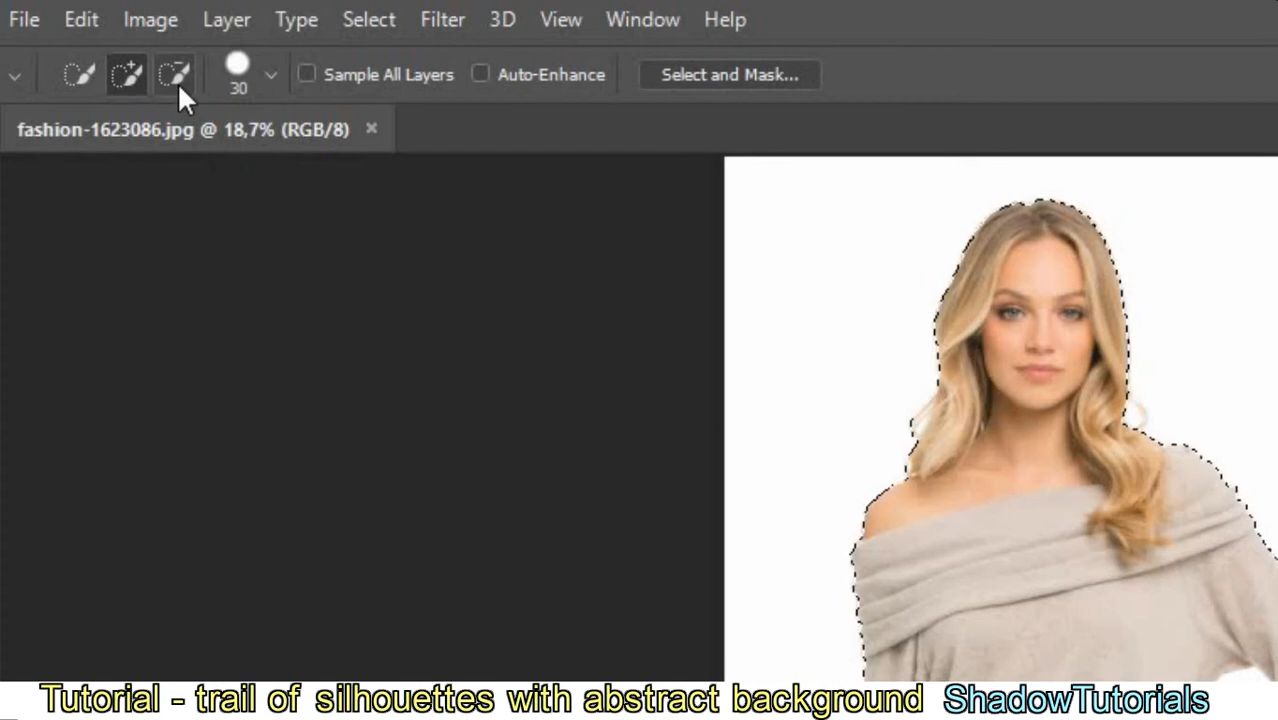 File Edit Image Layer Type Select Filter 3D View Window Help
30 Sample All Layers Auto-Enhance Select and Mask...
fashion-1623086.jpg @ 18,7% (RGB/8) ×
Tutorial - trail of silhouettes with abstract background ShadowTutorials